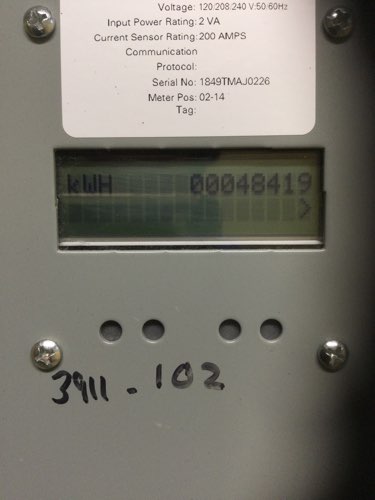 Voltage: 120:208:240 V:50:60Hz
Input Power Rating: 2 VA
Current Sensor Rating: 200 AMPS
Communication
Protocol:
Serial No: 1849TMAJ0226
Meter Pos: 02-14
Tag:
kWH 00048419
>
3911-102